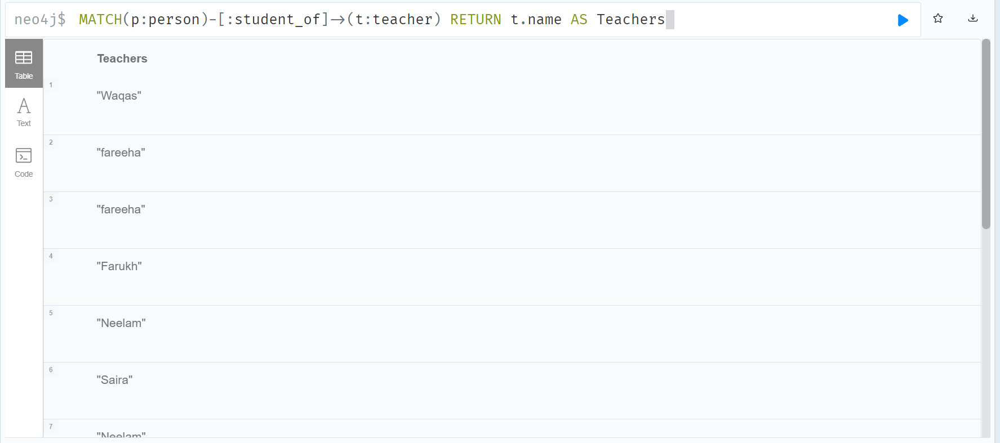 neo4j$ MATCH(p:person)-[:student_of]→(t:teacher) RETURN t.name AS Teachers
Table
Text
Code
Teachers
1
"Waqas"
2
"fareeha"
3
"fareeha"
4
"Farukh"
5
"Neelam"
6
"Saira"
7
"Neelam"